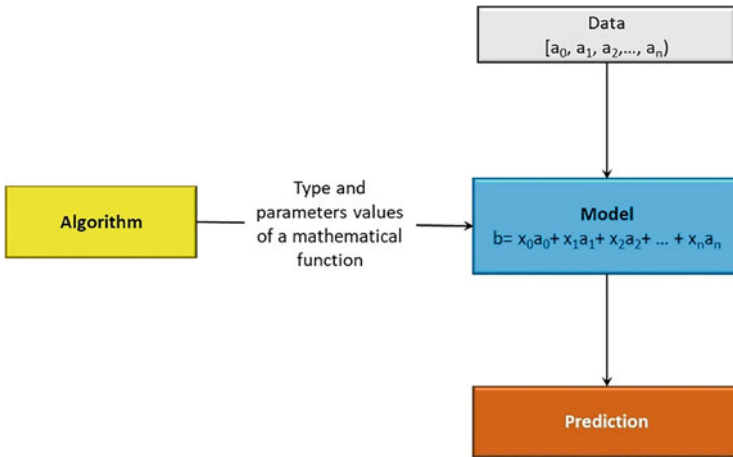 Data
[a₀, a₁, a₂,..., aₙ)
Algorithm
Type and
parameters values
of a mathematical
function
Model
b= x₀a₀+ x₁a₁+ x₂a₂+ ... + xₙaₙ
Prediction